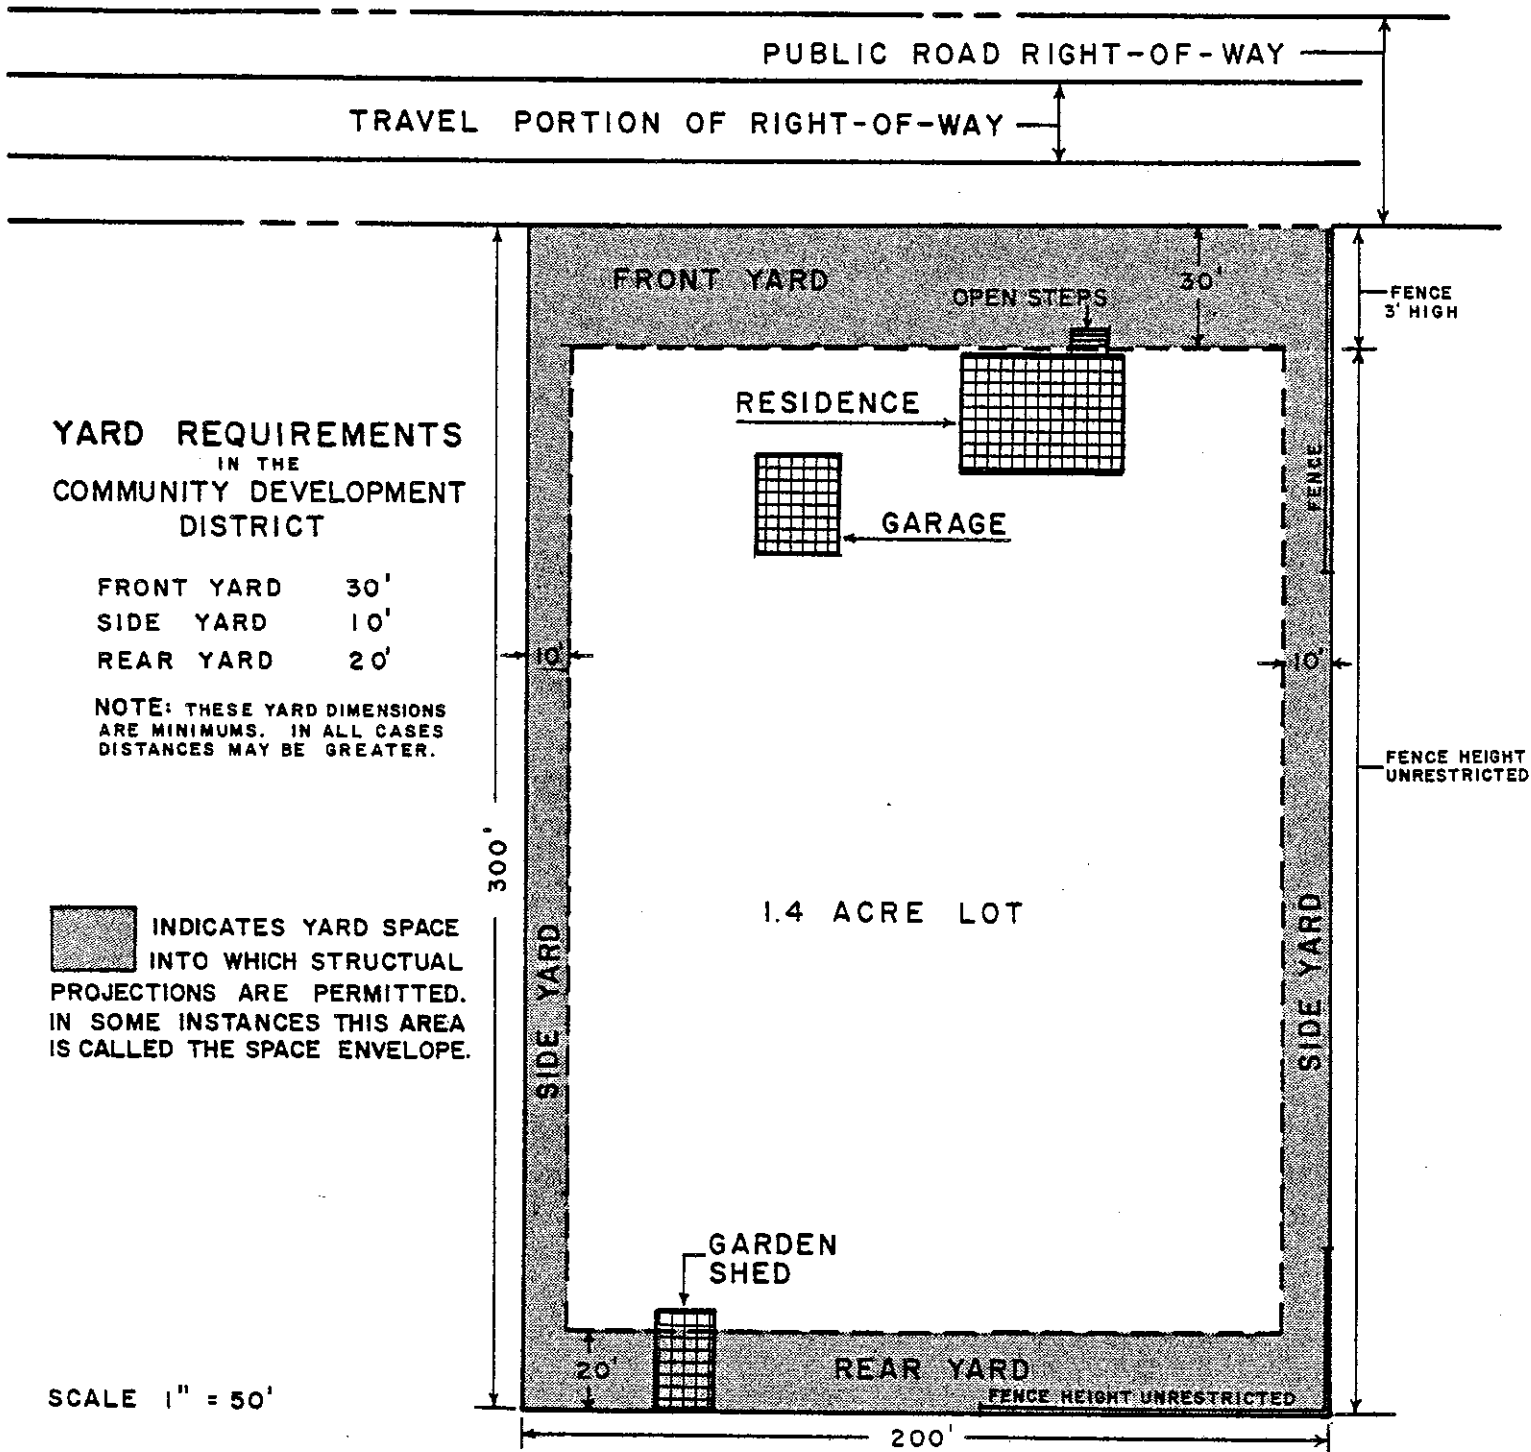 PUBLIC ROAD RIGHT-OF-WAY
TRAVEL PORTION OF RIGHT-OF-WAY
FRONT YARD
30'
OPEN STEPS
FENCE
3' HIGH
RESIDENCE
GARAGE
FENCE
YARD REQUIREMENTS
IN THE
COMMUNITY DEVELOPMENT
DISTRICT
FRONT YARD 30'
SIDE YARD 10'
REAR YARD 20'
NOTE: THESE YARD DIMENSIONS
ARE MINIMUMS. IN ALL CASES
DISTANCES MAY BE GREATER.
10'
10'
FENCE HEIGHT
UNRESTRICTED
300'
1.4 ACRE LOT
SIDE YARD
SIDE YARD
INDICATES YARD SPACE
INTO WHICH STRUCTUAL
PROJECTIONS ARE PERMITTED.
IN SOME INSTANCES THIS AREA
IS CALLED THE SPACE ENVELOPE.
GARDEN
SHED
20'
REAR YARD
FENCE HEIGHT UNRESTRICTED
SCALE 1" = 50'
200'